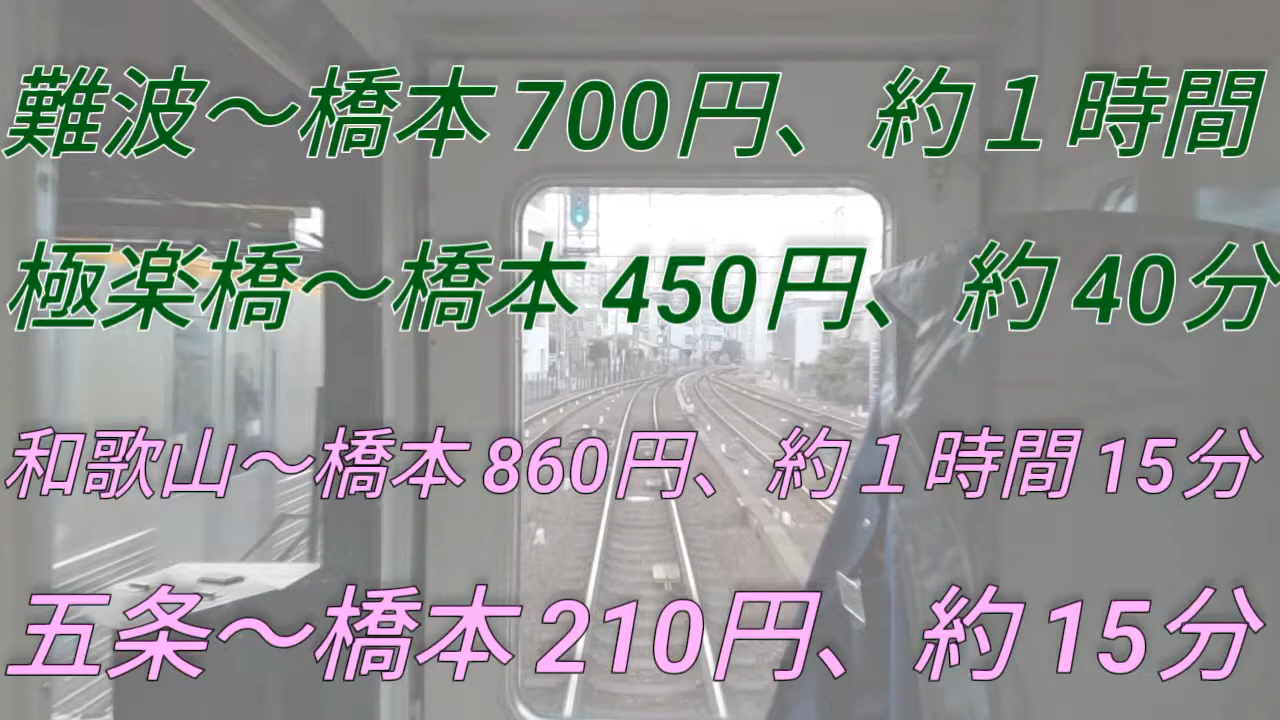 難波～橋本 700円、約１時間
極楽橋～橋本 450円、約 40分
和歌山～橋本 860円、約１時間 15分
五条～橋本 210円、約 15分